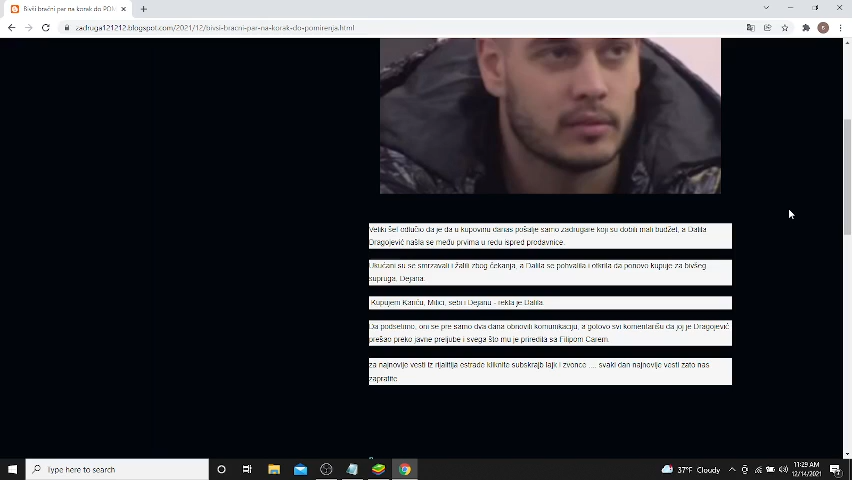 Bivši bračni par na korak do POI
zadruga121212.blogspot.com/2021/12/bivsi-bracni-par-na-korak-do-pomirenja.html
Veliki šef odlučio da je da u kupovinu danas pošalje samo zadrugare koji su dobili mali budžet, a Dalila
Dragojević našla se među prvima u redu ispred prodavnice.
Ukućani su se smrzavali i žalili zbog čekanja, a Dalila se pohvalila i otkrila da ponovo kupuje za bivšeg
supruga, Dejana.
Kupujem Kariću, Milici, sebi i Dejanu - rekla je Dalila.
Da podsetimo, oni se pre samo dva dana obnovili komunikaciju, a gotovo svi komentarišu da joj je Dragojević
prešao preko javne preljube i svega što mu je priredila sa Filipom Carem.
za najnovije vesti iz rijalitija estrade kliknite subskrajb lajk i zvonce .... svaki dan najnovije vesti zato nas
zapratite
Type here to search
37°F Cloudy
11:29 AM
12/14/2021